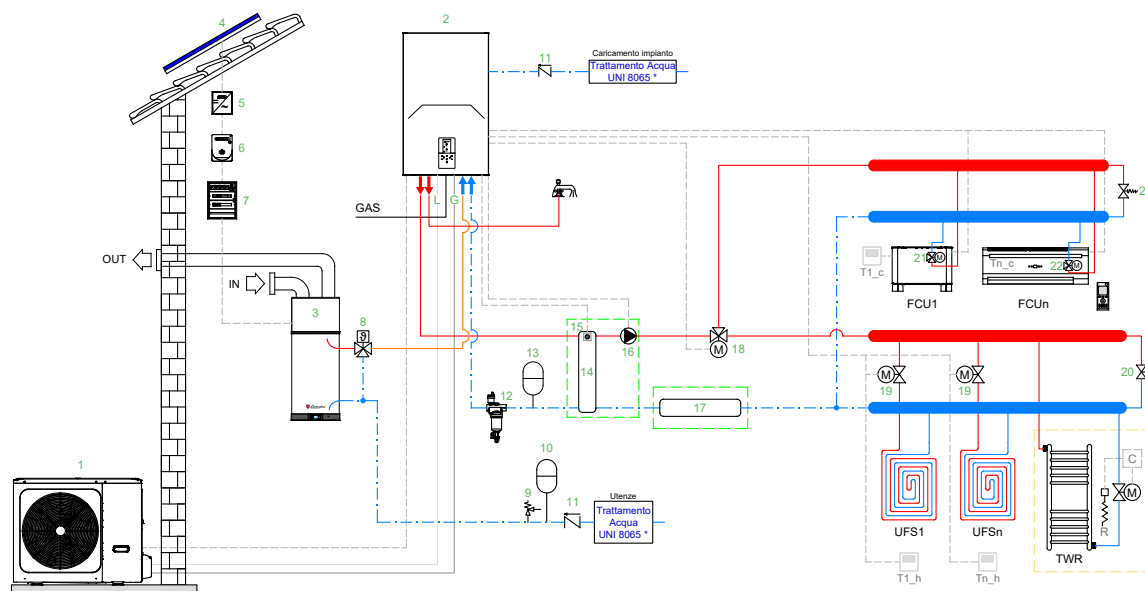 4
2
11
Caricamento impianto
Trattamento Acqua
UNI 8065 *
5
6
7
L
G
GAS
OUT
IN
3
8
ϑ
21
M
22
M
T1_c
Tn_c
FCU1
FCUn
15
16
14
13
12
17
18
M
M
19
M
19
20
10
9
11
Utenze
Trattamento
Acqua
UNI 8065 *
1
UFS1
UFSn
T1_h
Tn_h
C
M
R
TWR